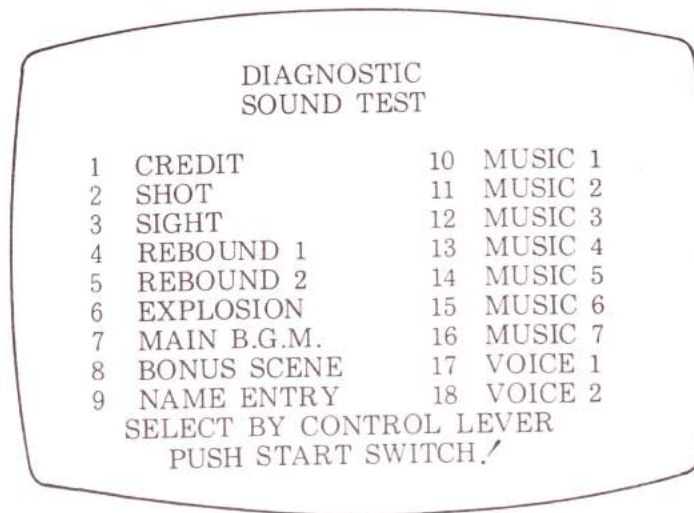 DIAGNOSTIC
SOUND TEST
1 CREDIT 10 MUSIC 1
2 SHOT 11 MUSIC 2
3 SIGHT 12 MUSIC 3
4 REBOUND 1 13 MUSIC 4
5 REBOUND 2 14 MUSIC 5
6 EXPLOSION 15 MUSIC 6
7 MAIN B.G.M. 16 MUSIC 7
8 BONUS SCENE 17 VOICE 1
9 NAME ENTRY 18 VOICE 2
SELECT BY CONTROL LEVER
PUSH START SWITCH!